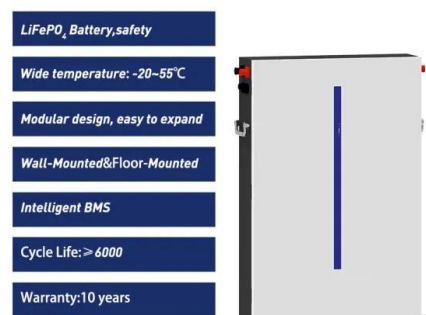 LiFePO₄ Battery,safety
Wide temperature: -20~55℃
Modular design, easy to expand
Wall-Mounted&Floor-Mounted
Intelligent BMS
Cycle Life:≥6000
Warranty:10 years